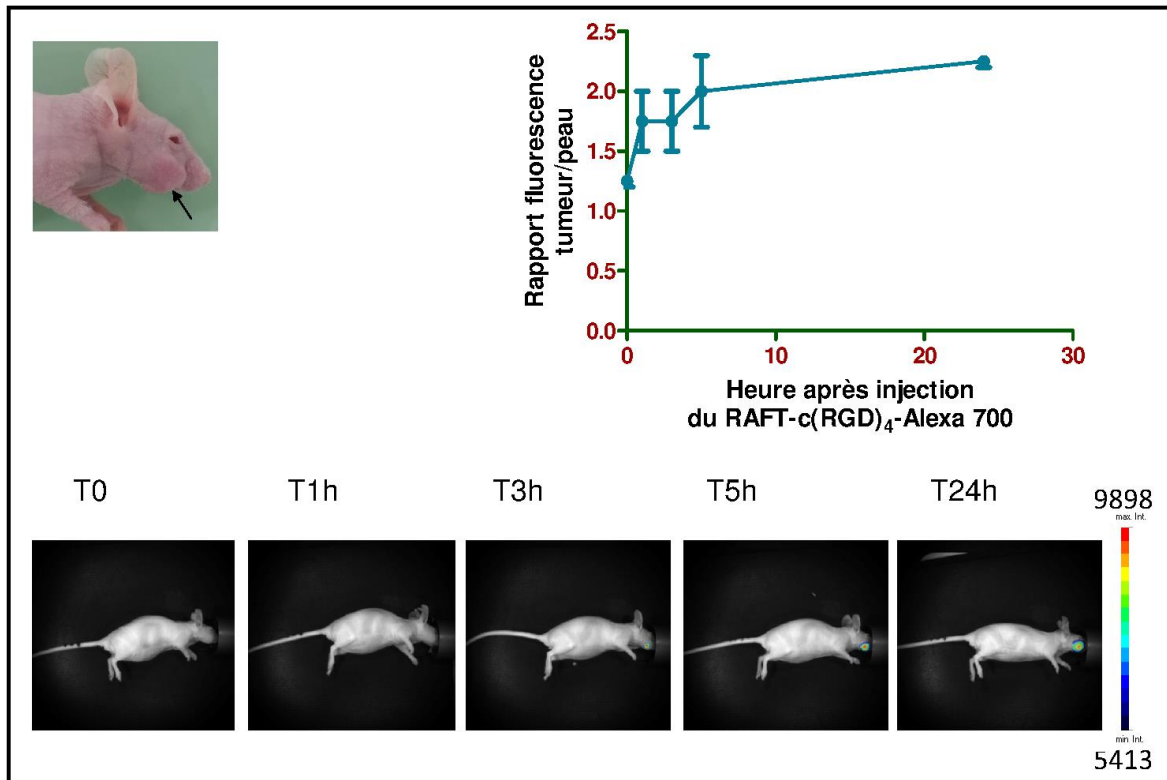 2.5
2.0
1.5
1.0
0.5
0.0
0
10
20
30
Rapport fluorescence
tumeur/peau
Heure après injection
du RAFT-c(RGD)4-Alexa 700
T0
T1h
T3h
T5h
T24h
9898
max. Int.
min Int.
5413